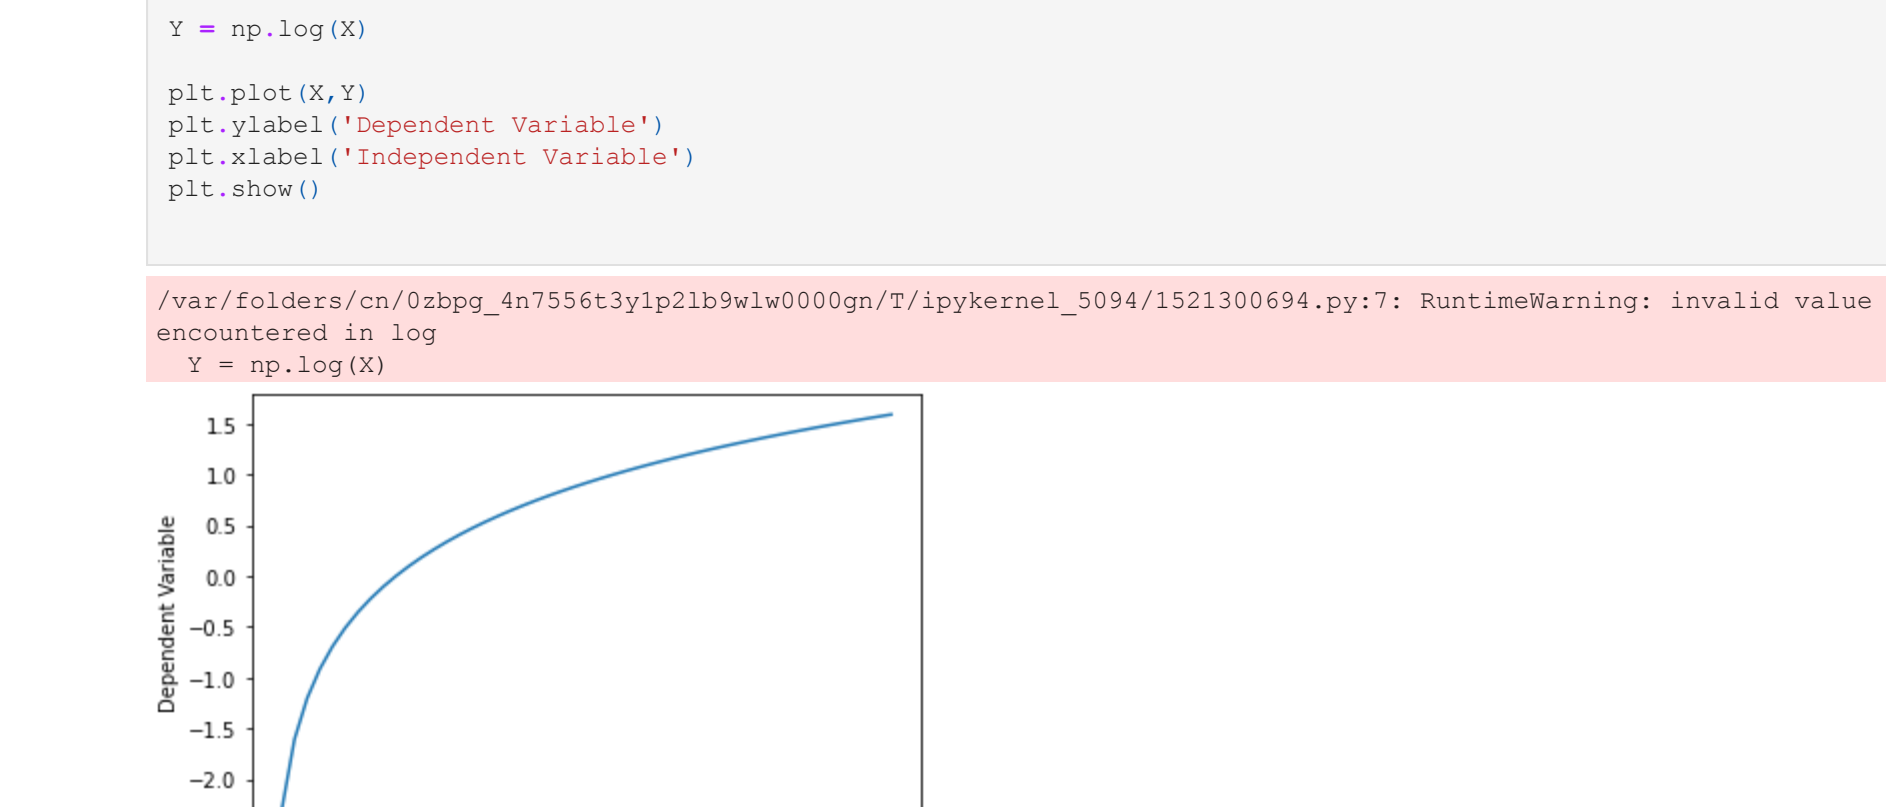 Y = np.log(X)
plt.plot(X,Y)
plt.ylabel('Dependent Variable')
plt.xlabel('Independent Variable')
plt.show()
/var/folders/cn/0zbpg_4n7556t3y1p2lb9wlw0000gn/T/ipykernel_5094/1521300694.py:7: RuntimeWarning: invalid value
encountered in log
Y = np.log(X)
1.5
1.0
0.5
0.0
−0.5
−1.0
−1.5
−2.0
Dependent Variable